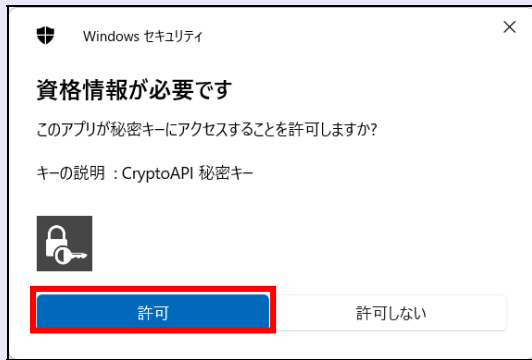 Windows セキュリティ
資格情報が必要です
このアプリが秘密キーにアクセスすることを許可しますか?
キーの説明 : CryptoAPI 秘密キー
許可
許可しない